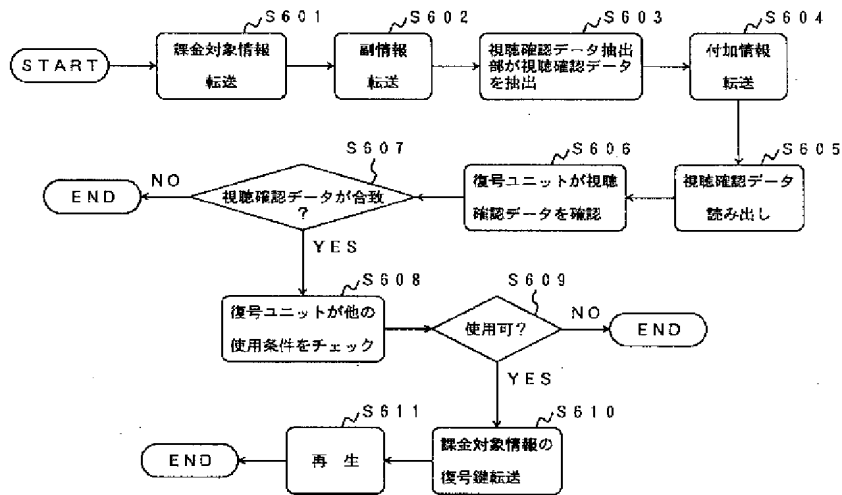 S601
S602
S603
S604
START
課金対象情報
転送
副情報
転送
視聴確認データ抽出
部が視聴確認データ
を抽出
付加情報
転送
S607
S606
S605
END
NO
視聴確認データが合致
?
復号ユニットが視聴
確認データを確認
視聴確認データ
読み出し
YES
S608
S609
復号ユニットが他の
使用条件をチェック
使用可?
NO
END
YES
S611
S610
END
再 生
課金対象情報の
復号鍵転送